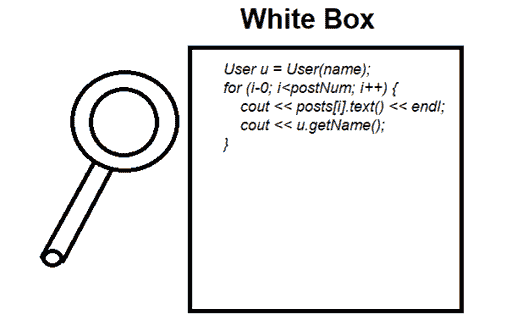 White Box
User u = User(name);
for (i-0; i<postNum; i++) {
cout << posts[i].text() << endl;
cout << u.getName();
}